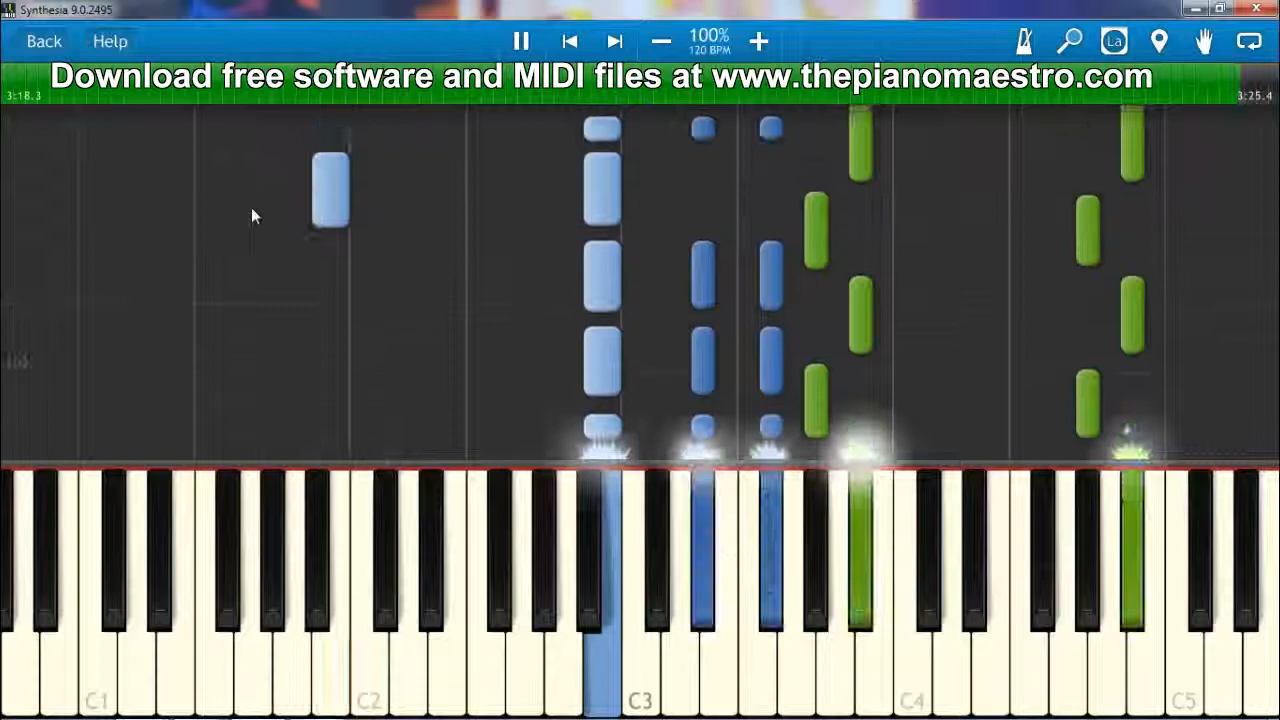 Synthesia 9.0.2495
Back Help 100% La
120 BPM
Download free software and MIDI files at www.thepianomaestro.com
3:18.3 3:25.4
C1 C2 C3 C4 C5